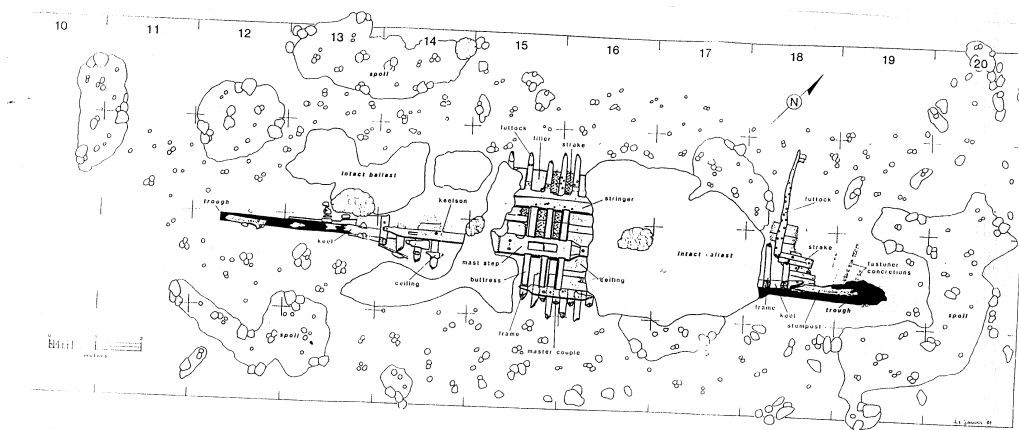 10 11 12 13 14 15 16 17 18 19 20
spoil
N
futtock
filler
strake
intact ballast
keelson
stringer
futtock
trough
keel
strake
intact
fastener
concretions
mast step
ceiling
ceiling
buttress
trough
spoil
frame
keel
sternpost
frame
master couple
spoil
meters